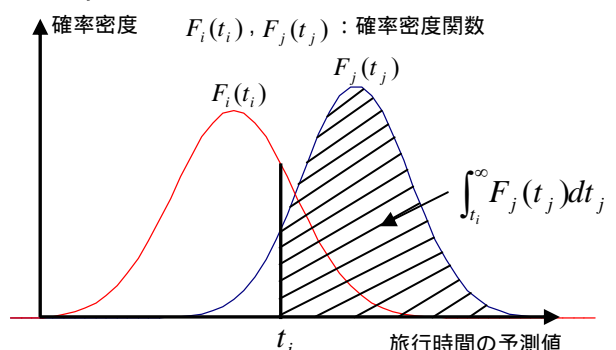 確率密度 F_i(t_i) , F_j(t_j) : 確率密度関数
F_j(t_j)
F_i(t_i)
∫_{t_i}^{∞} F_j(t_j)dt_j
t_i
旅行時間の予測値